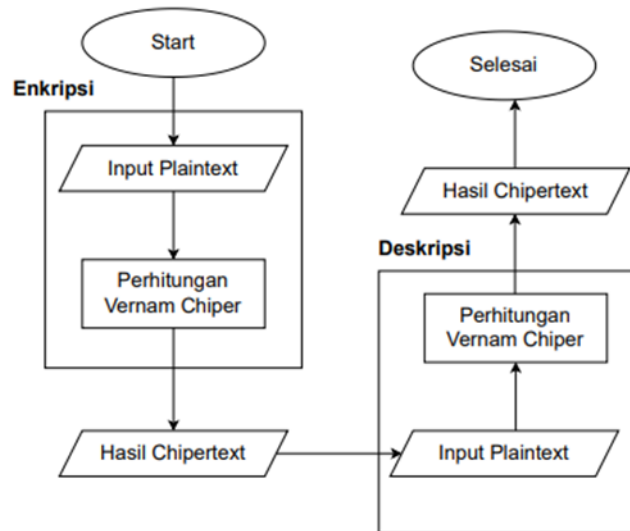 Start
Enkripsi
Input Plaintext
Perhitungan
Vernam Chiper
Hasil Chipertext
Input Plaintext
Perhitungan
Vernam Chiper
Deskripsi
Hasil Chipertext
Selesai